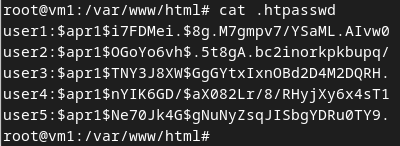 root@vm1:/var/www/html# cat .htpasswd
user1:$apr1$i7FDMei.$8g.M7gmpv7/YSaML.AIvw0
user2:$apr1$OGoYo6vh$.5t8gA.bc2inorkpkbupq/
user3:$apr1$TNY3J8XW$GgGYtxIxnOBd2D4M2DQRH.
user4:$apr1$nYIK6GD/$aX082Lr/8/RHyjXy6x4sT1
user5:$apr1$Ne70Jk4G$gNuNyZsqJISbgYDRu0TY9.
root@vm1:/var/www/html#